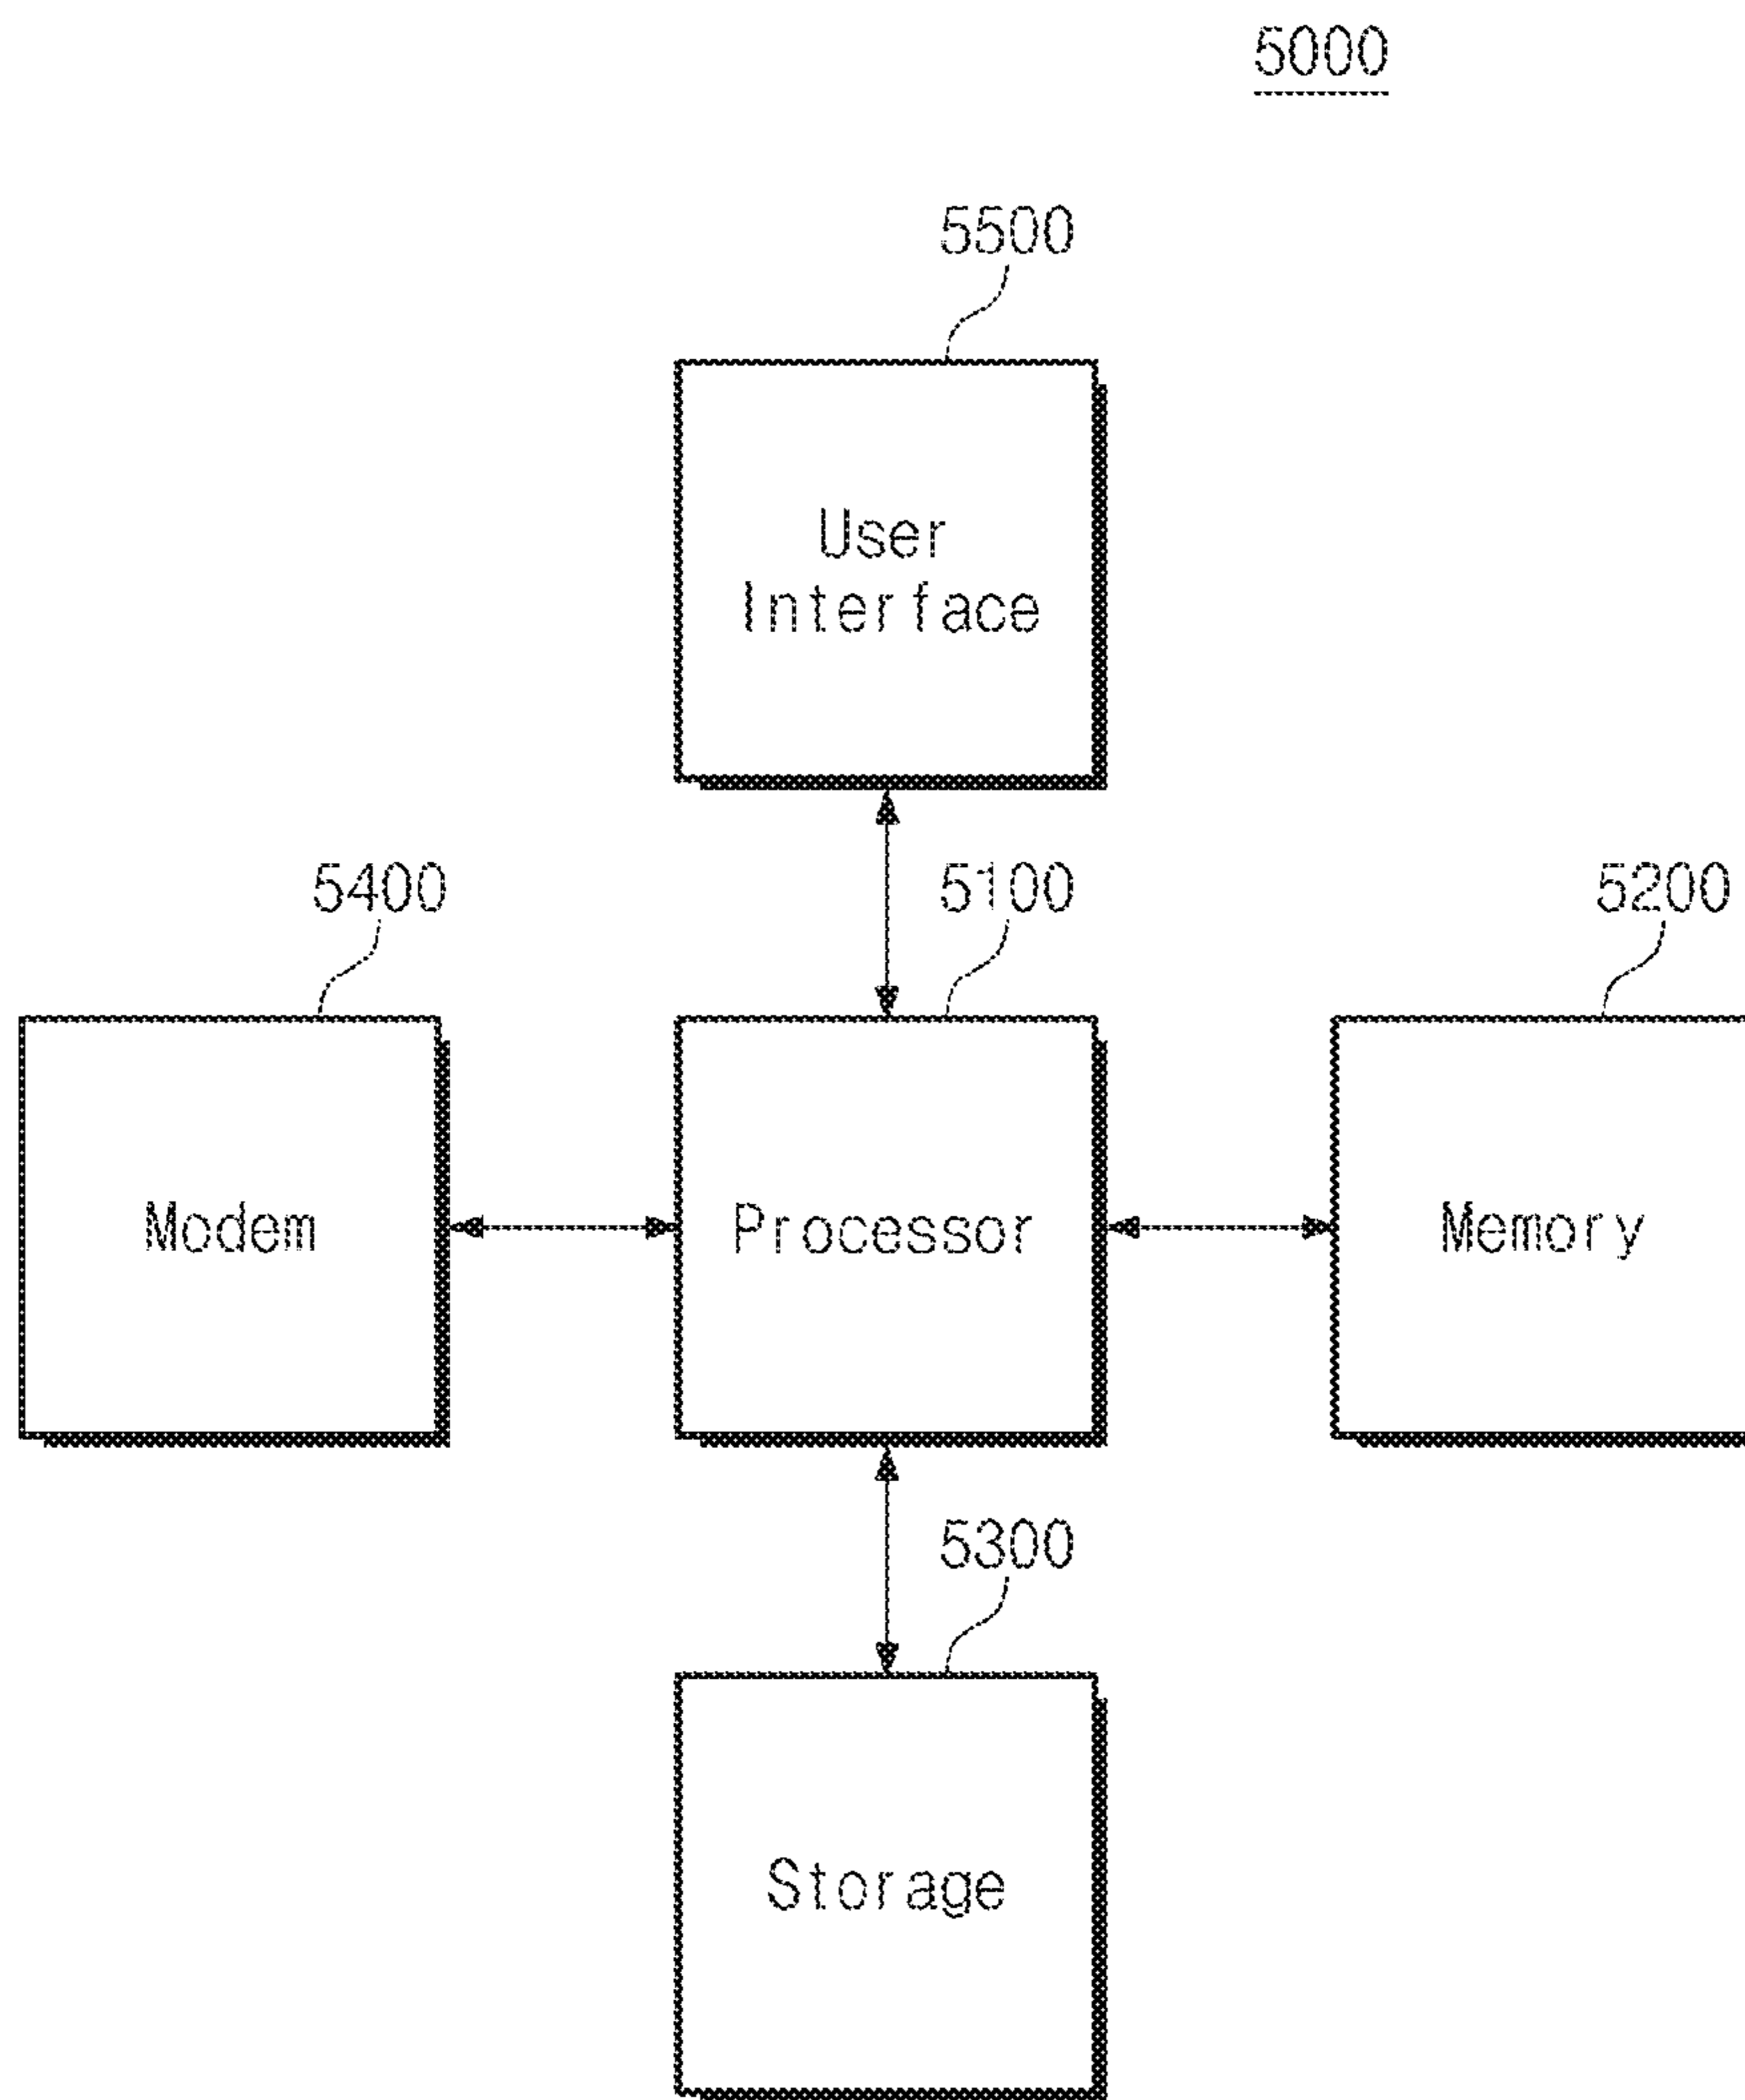 5000
5500
User
Interface
5400
5100
5200
Modem
Processor
Memory
5300
Storage